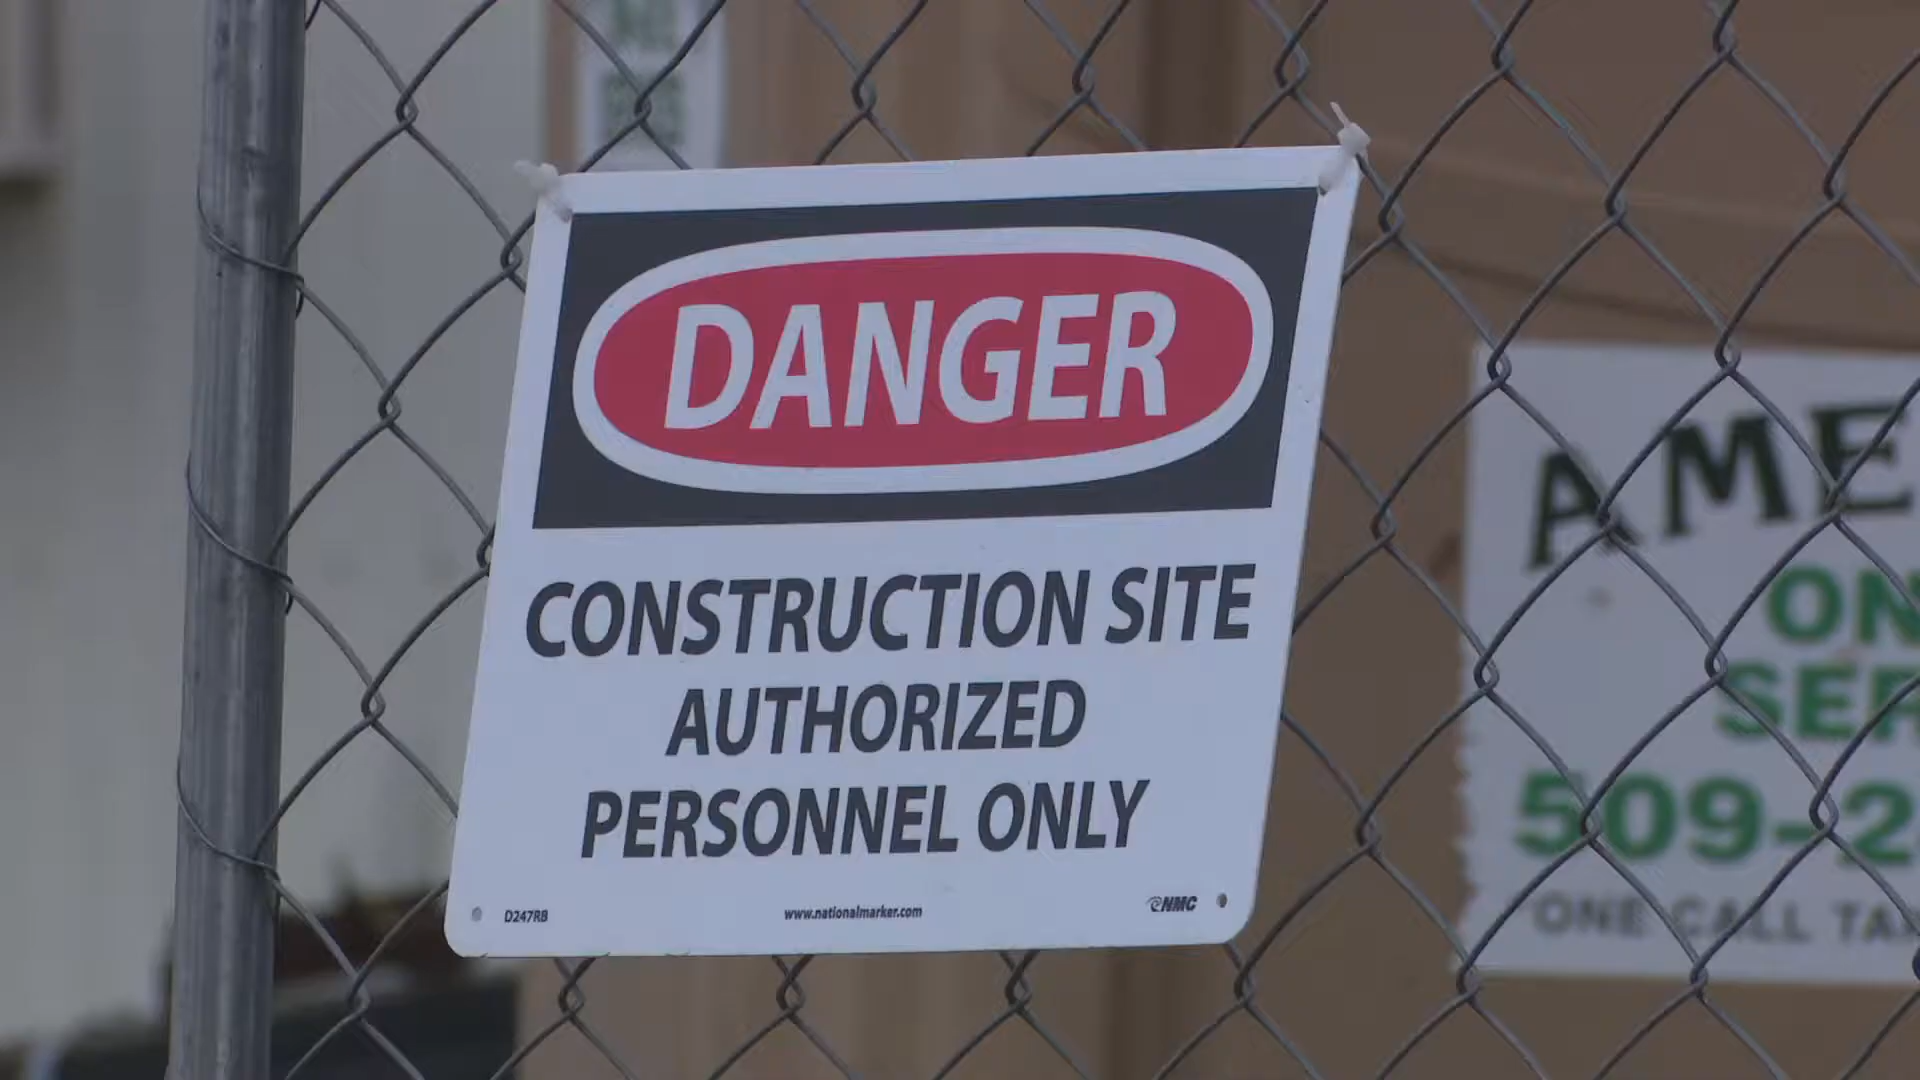 DANGER
CONSTRUCTION SITE
AUTHORIZED
PERSONNEL ONLY
D247RB
www.nationalmarker.com
NMC
AME
ON
SER
509-2
ONE CALL TA